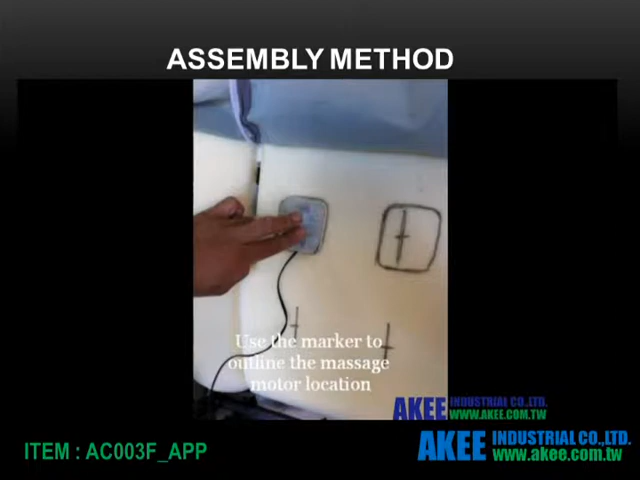 ASSEMBLY METHOD
Use the marker to
outline the massage
motor location
AKEE INDUSTRIAL CO.,LTD.
WWW.AKEE.COM.TW
ITEM : AC003F_APP
AKEE INDUSTRIAL CO.,LTD.
www.akee.com.tw